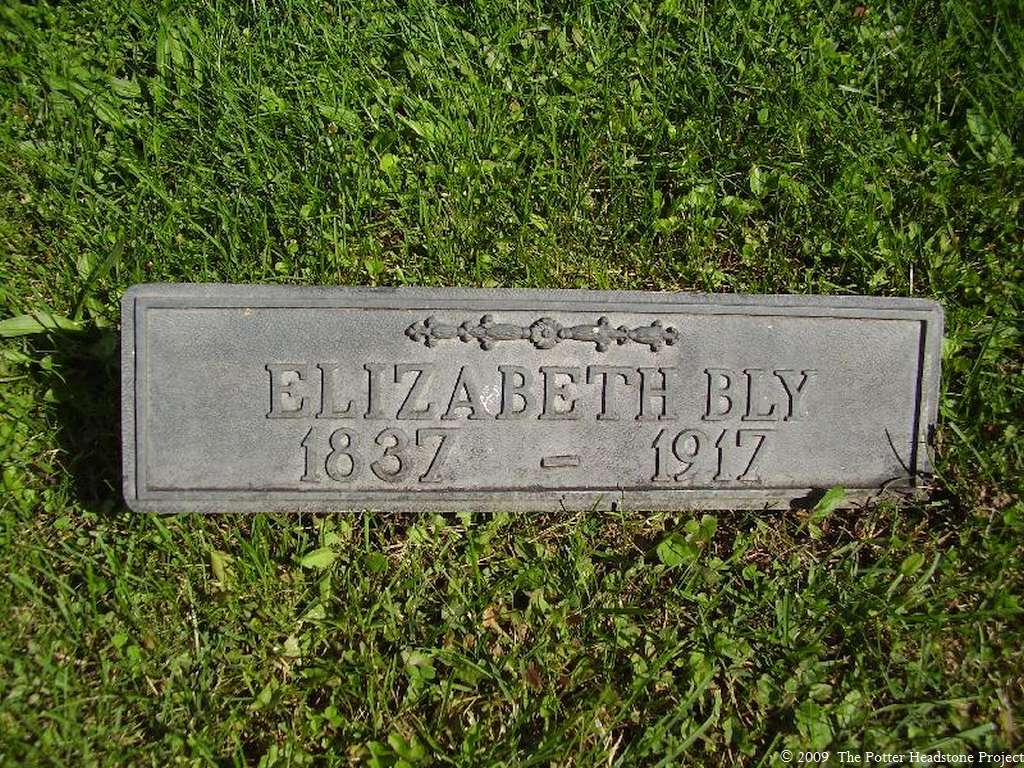 ELIZABETH BLY
1837 – 1917
© 2009 The Potter Headstone Project